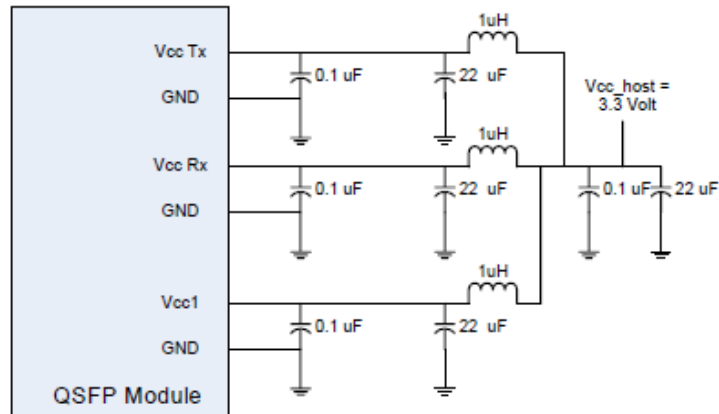 1uH
Vcc Tx
0.1 uF
22 uF
GND
Vcc_host =
3.3 Volt
1uH
Vcc Rx
0.1 uF
22 uF
0.1 uF
22 uF
GND
1uH
Vcc1
0.1 uF
22 uF
GND
QSFP Module